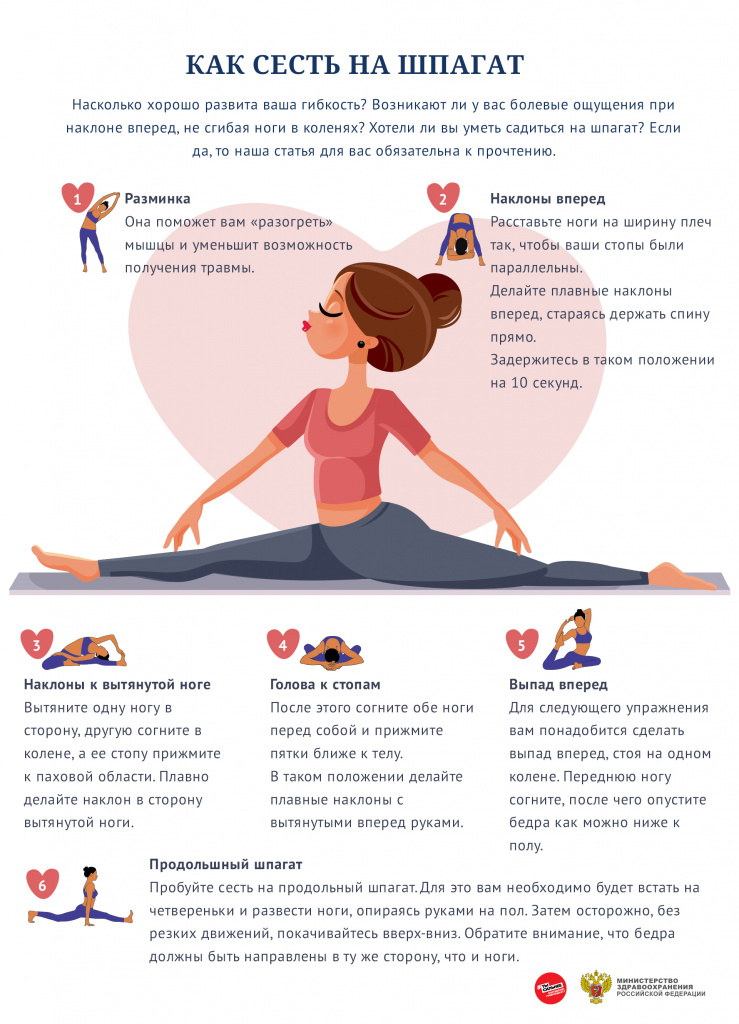 КАК СЕСТЬ НА ШПАГАТ
Насколько хорошо развита ваша гибкость? Возникают ли у вас болевые ощущения при
наклоне вперед, не сгибая ноги в коленях? Хотели ли вы уметь садиться на шпагат? Если
да, то наша статья для вас обязательна к прочтению.
1
Разминка
Она поможет вам «разогреть»
мышцы и уменьшит возможность
получения травмы.
2
Наклоны вперед
Расставьте ноги на ширину плеч
так, чтобы ваши стопы были
параллельны.
Делайте плавные наклоны
вперед, стараясь держать спину
прямо.
Задержитесь в таком положении
на 10 секунд.
3
Наклоны к вытянутой ноге
Вытяните одну ногу в
сторону, другую согните в
колене, а ее стопу прижмите
к паховой области. Плавно
делайте наклон в сторону
вытянутой ноги.
4
Голова к стопам
После этого согните обе ноги
перед собой и прижмите
пятки ближе к телу.
В таком положении делайте
плавные наклоны с
вытянутыми вперед руками.
5
Выпад вперед
Для следующего упражнения
вам понадобится сделать
выпад вперед, стоя на одном
колене. Переднюю ногу
согните, после чего опустите
бедра как можно ниже к
полу.
6
Продольшный шпагат
Пробуйте сесть на продольный шпагат. Для это вам необходимо будет встать на
четвереньки и развести ноги, опираясь руками на пол. Затем осторожно, без
резких движений, покачивайтесь вверх-вниз. Обратите внимание, что бедра
должны быть направлены в ту же сторону, что и ноги.
МИНИСТЕРСТВО
ЗДРАВООХРАНЕНИЯ
РОССИЙСКОЙ ФЕДЕРАЦИИ